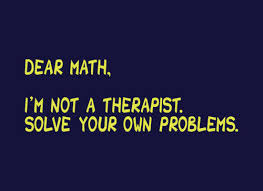 DEAR MATH,
I'M NOT A THERAPIST.
SOLVE YOUR OWN PROBLEMS.